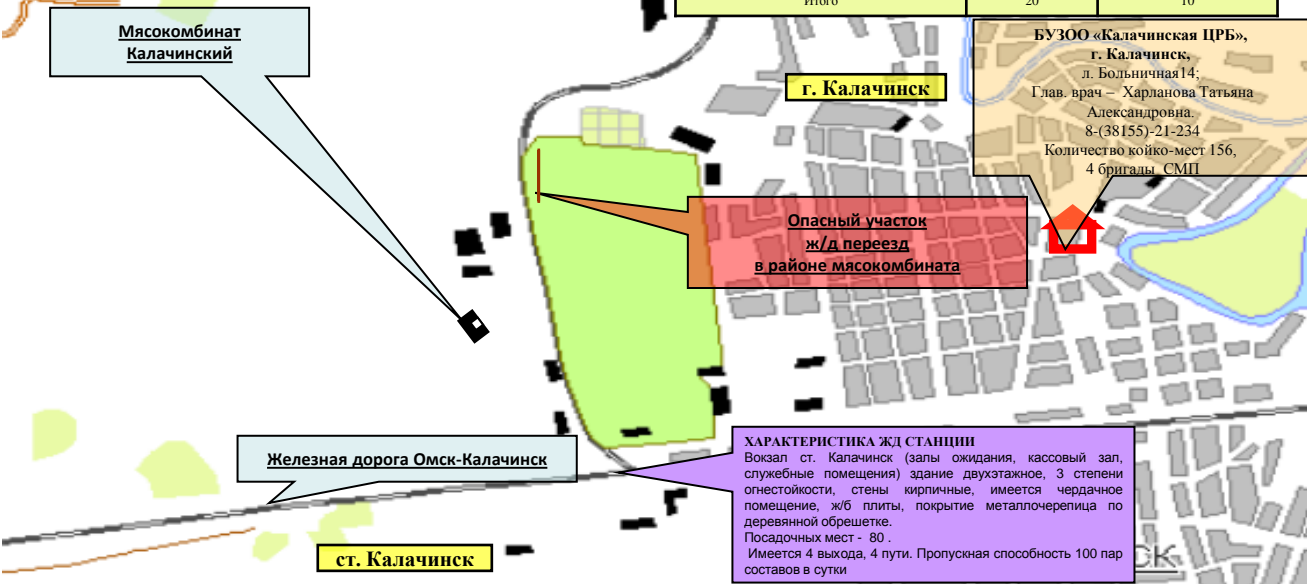 Итого 20 10
Мясокомбинат
Калачинский
БУЗОО «Калачинская ЦРБ»,
г. Калачинск,
л. Больничная14;
Глав. врач – Харланова Татьяна
Александровна.
8-(38155)-21-234
Количество койко-мест 156,
4 бригады СМП
г. Калачинск
Опасный участок
ж/д переезд
в районе мясокомбината
Железная дорога Омск-Калачинск
ХАРАКТЕРИСТИКА ЖД СТАНЦИИ
Вокзал ст. Калачинск (залы ожидания, кассовый зал,
служебные помещения) здание двухэтажное, 3 степени
огнестойкости, стены кирпичные, имеется чердачное
помещение, ж/б плиты, покрытие металлочерепица по
деревянной обрешетке.
Посадочных мест - 80 .
Имеется 4 выхода, 4 пути. Пропускная способность 100 пар
составов в сутки
ст. Калачинск